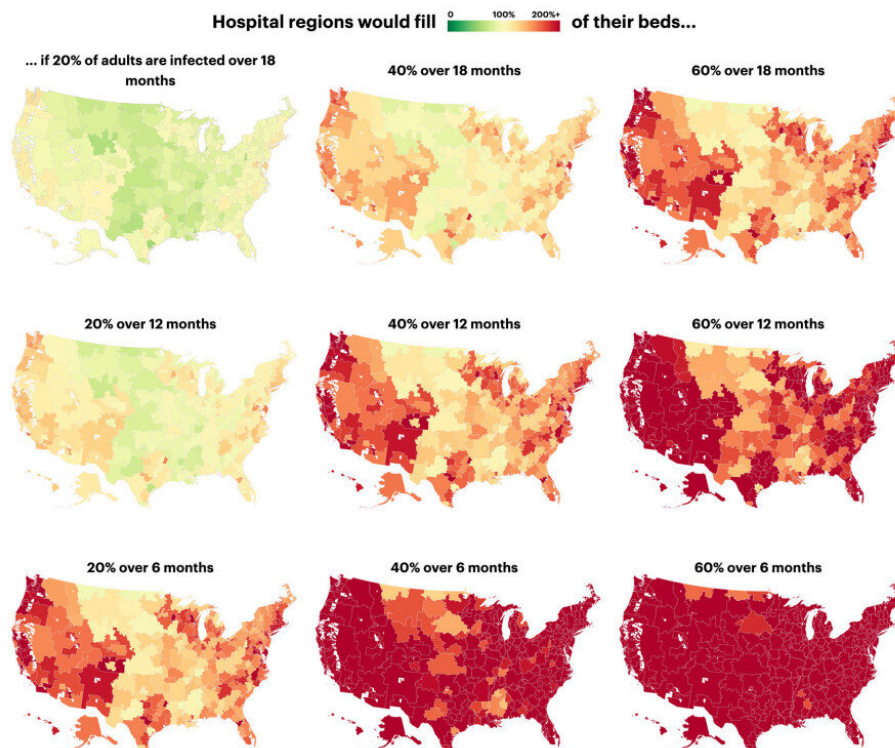 Hospital regions would fill 0 100% 200%+ of their beds...
... if 20% of adults are infected over 18
months
40% over 18 months
60% over 18 months
20% over 12 months
40% over 12 months
60% over 12 months
20% over 6 months
40% over 6 months
60% over 6 months